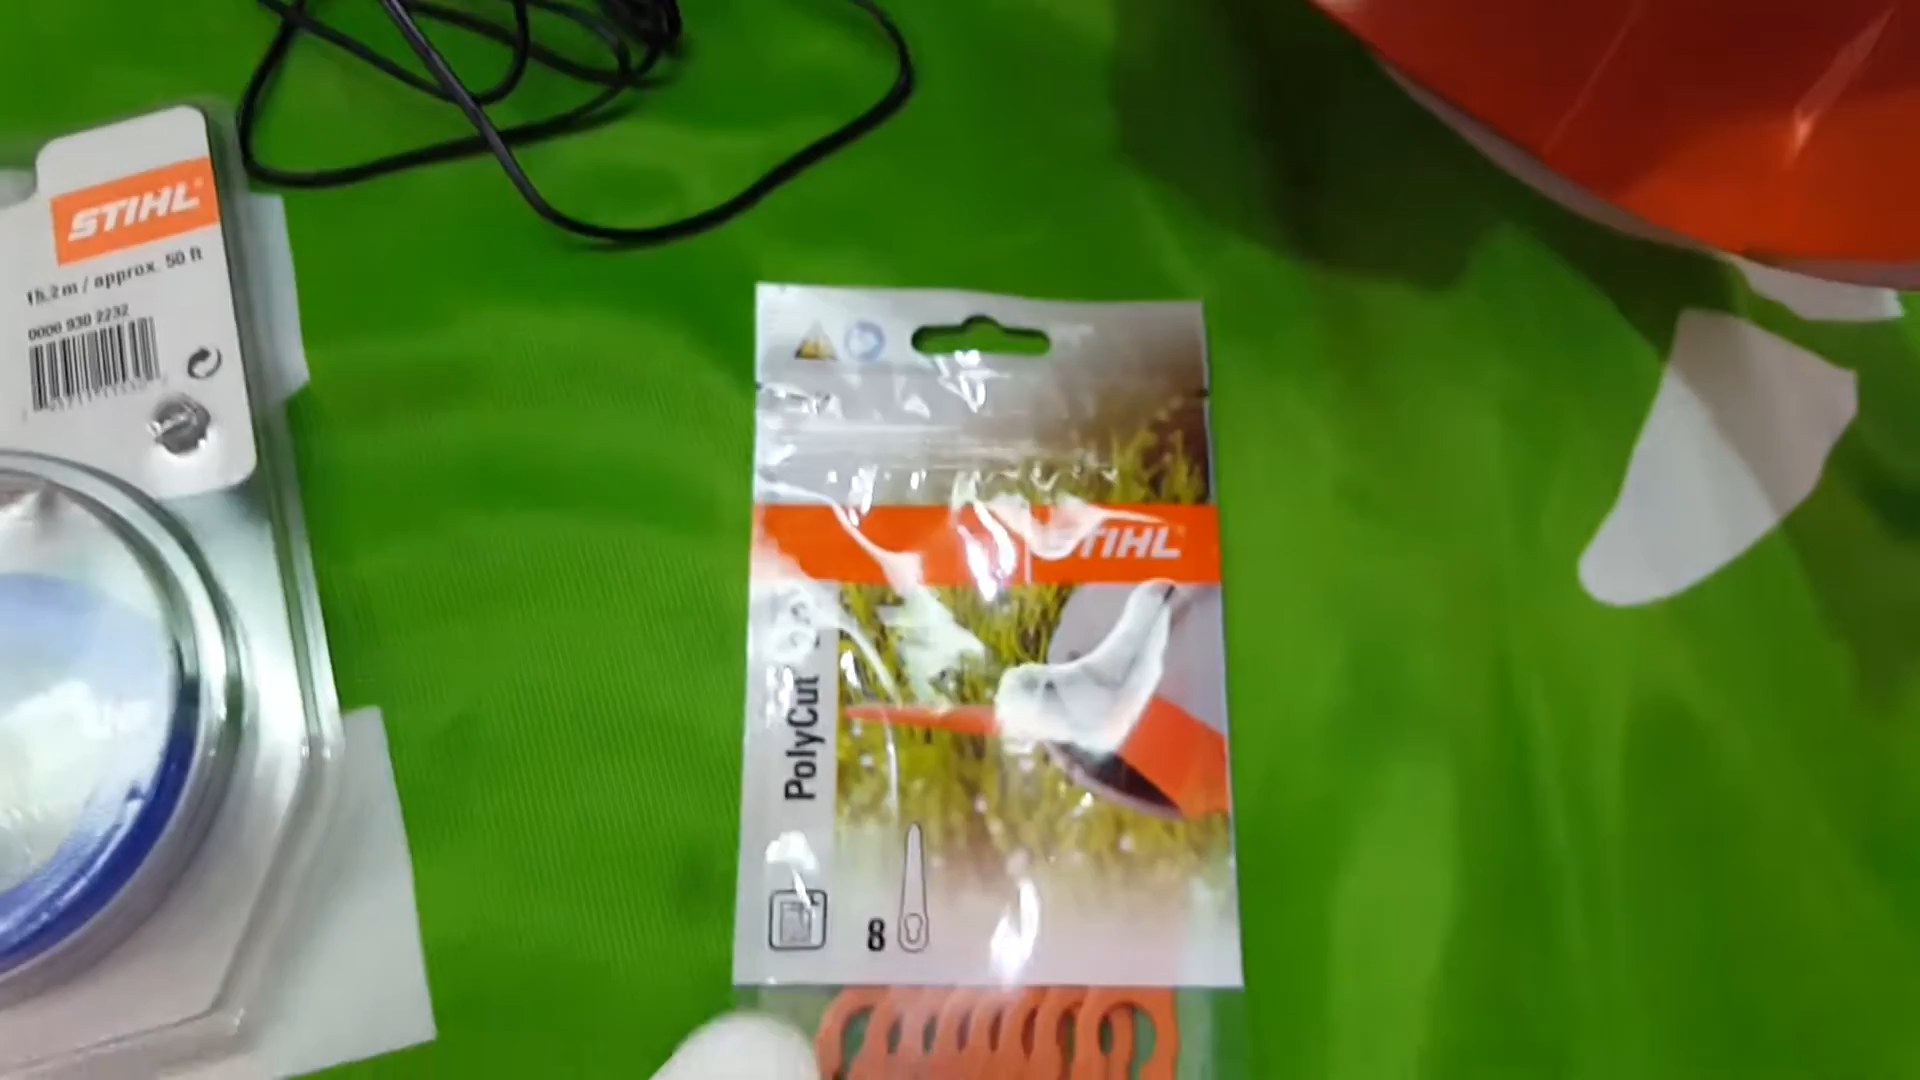 STIHL
15.2 m / approx. 50 ft
0000 930 2232
STIHL
PolyCut
8